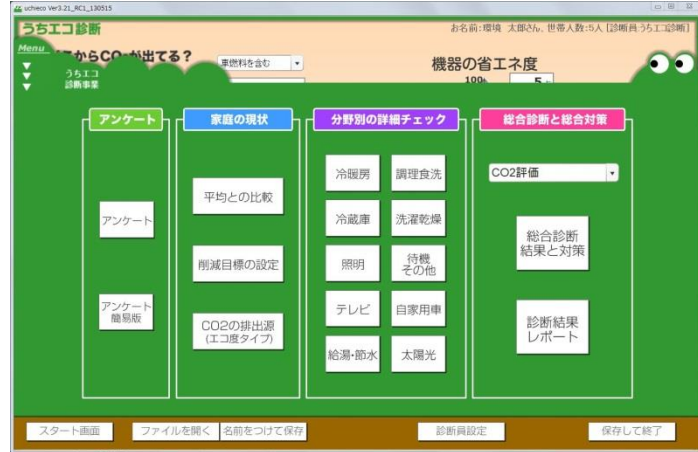 uchieco Ver3.21_RC1_130515
うちエコ診断
お名前:環境 太郎さん、世帯人数:5人 [診断員:うちエコ診断]
Menu
からCO
が出てる?
車燃料を含む
機器の省エネ度
100%
5
うちエコ
診断事業
アンケート
家庭の現状
分野別の詳細チェック
総合診断と総合対策
アンケート
アンケート
簡易版
平均との比較
削減目標の設定
CO2の排出源
(エコ度タイプ)
冷暖房
調理食洗
冷蔵庫
洗濯乾燥
照明
待機
その他
テレビ
自家用車
給湯・節水
太陽光
CO2評価
総合診断
結果と対策
診断結果
レポート
スタート画面
ファイルを開く
名前をつけて保存
診断員設定
保存して終了